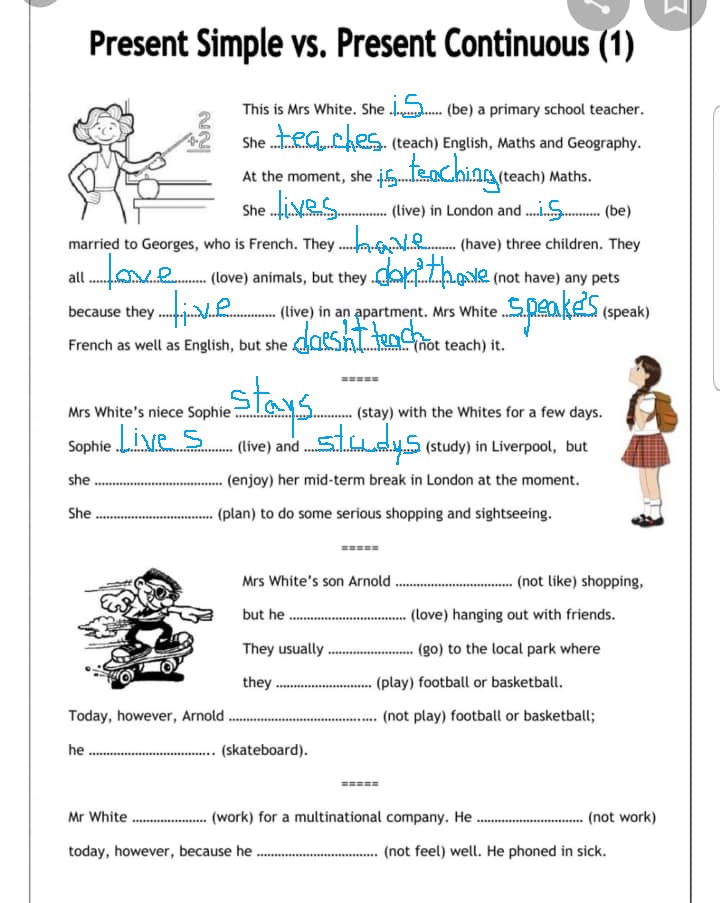 Present Simple vs. Present Continuous (1)
2
+2
This is Mrs White. She ..is.. (be) a primary school teacher.
She ..teaches.. (teach) English, Maths and Geography.
At the moment, she ..is teaching.. (teach) Maths.
She ..lives.............. (live) in London and ....is.......... (be)
married to Georges, who is French. They ....have........ (have) three children. They
all ....love........ (love) animals, but they ..don't have.. (not have) any pets
because they ....live............ (live) in an apartment. Mrs White ..speake's.. (speak)
French as well as English, but she ..daesh't teach.. (not teach) it.
=====
Mrs White's niece Sophie ..stays.......... (stay) with the Whites for a few days.
Sophie ..Lives........ (live) and ....studys.. (study) in Liverpool, but
she .................................. (enjoy) her mid-term break in London at the moment.
She ................................ (plan) to do some serious shopping and sightseeing.
=====
Mrs White's son Arnold ................................ (not like) shopping,
but he ................................ (love) hanging out with friends.
They usually ........................ (go) to the local park where
they .......................... (play) football or basketball.
Today, however, Arnold ........................................ (not play) football or basketball;
he .................................. (skateboard).
=====
Mr White ..................... (work) for a multinational company. He .............................. (not work)
today, however, because he .................................. (not feel) well. He phoned in sick.